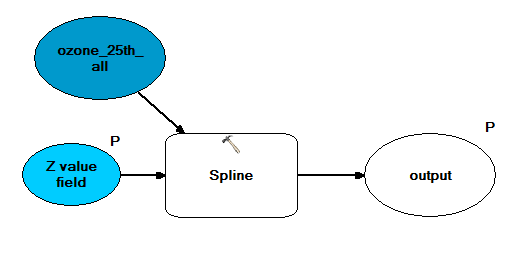 ozone_25th_
all
P
Z value
field
Spline
P
output